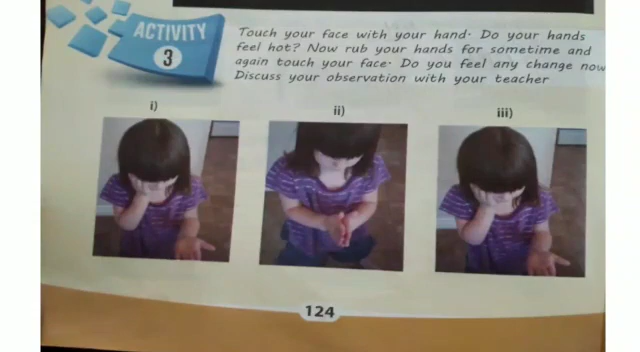 ACTIVITY
3
Touch your face with your hand. Do your hands
feel hot? Now rub your hands for sometime and
again touch your face. Do you feel any change now
Discuss your observation with your teacher
i)
ii)
iii)
124